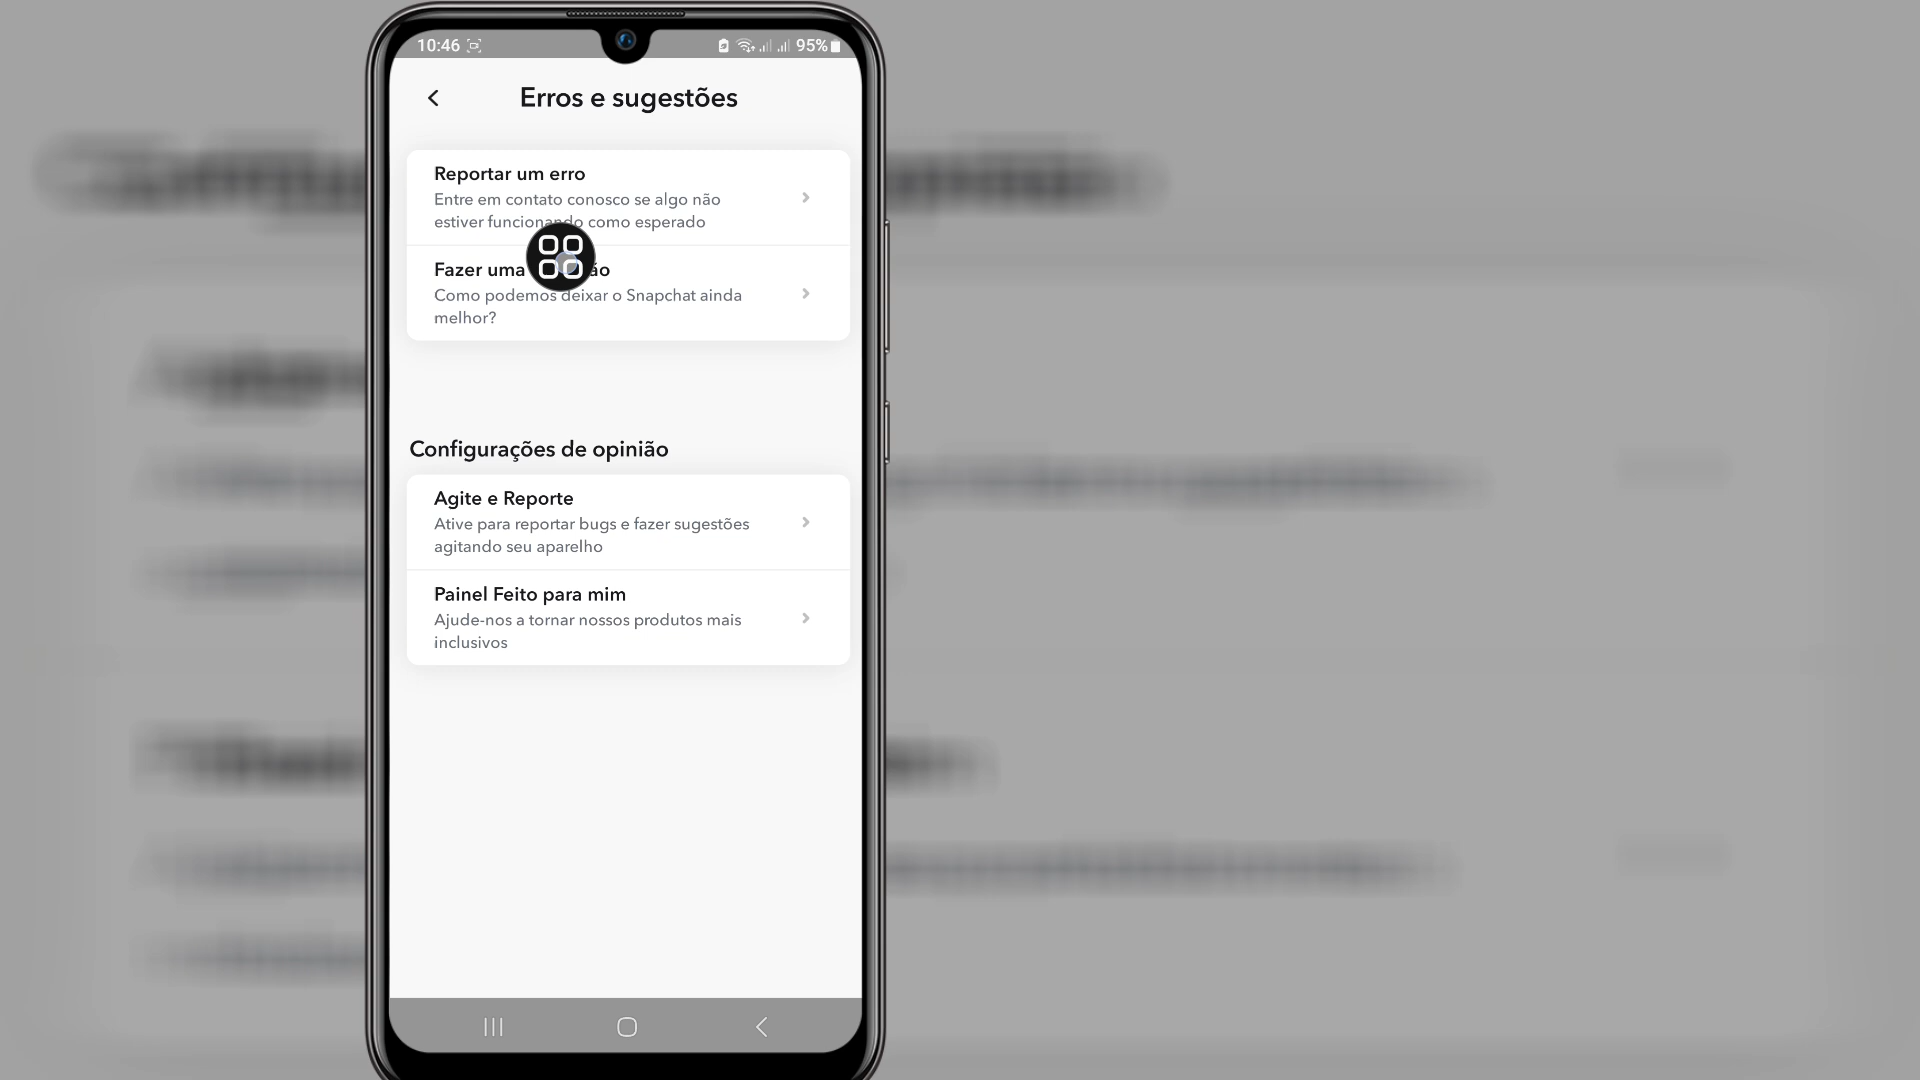 10:46
95%
Erros e sugestões
Reportar um erro
Entre em contato conosco se algo não
estiver funcionando como esperado
Fazer uma
Como podemos deixar o Snapchat ainda
melhor?
Configurações de opinião
Agite e Reporte
Ative para reportar bugs e fazer sugestões
agitando seu aparelho
Painel Feito para mim
Ajude-nos a tornar nossos produtos mais
inclusivos